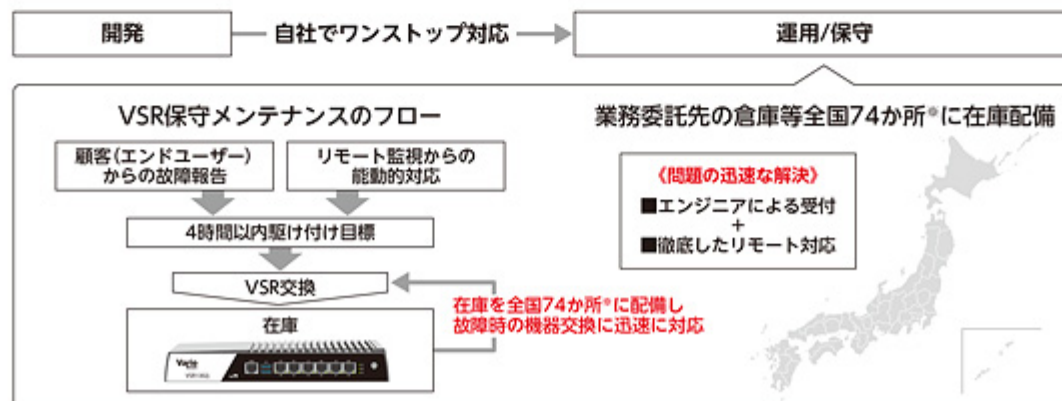 開発
自社でワンストップ対応
運用/保守
VSR保守メンテナンスのフロー
業務委託先の倉庫等全国74か所※に在庫配備
顧客(エンドユーザー)
からの故障報告
リモート監視からの
能動的対応
4時間以内駆け付け目標
VSR交換
在庫
在庫を全国74か所※に配備し
故障時の機器交換に迅速に対応
《問題の迅速な解決》
■エンジニアによる受付
+
■徹底したリモート対応
Vario